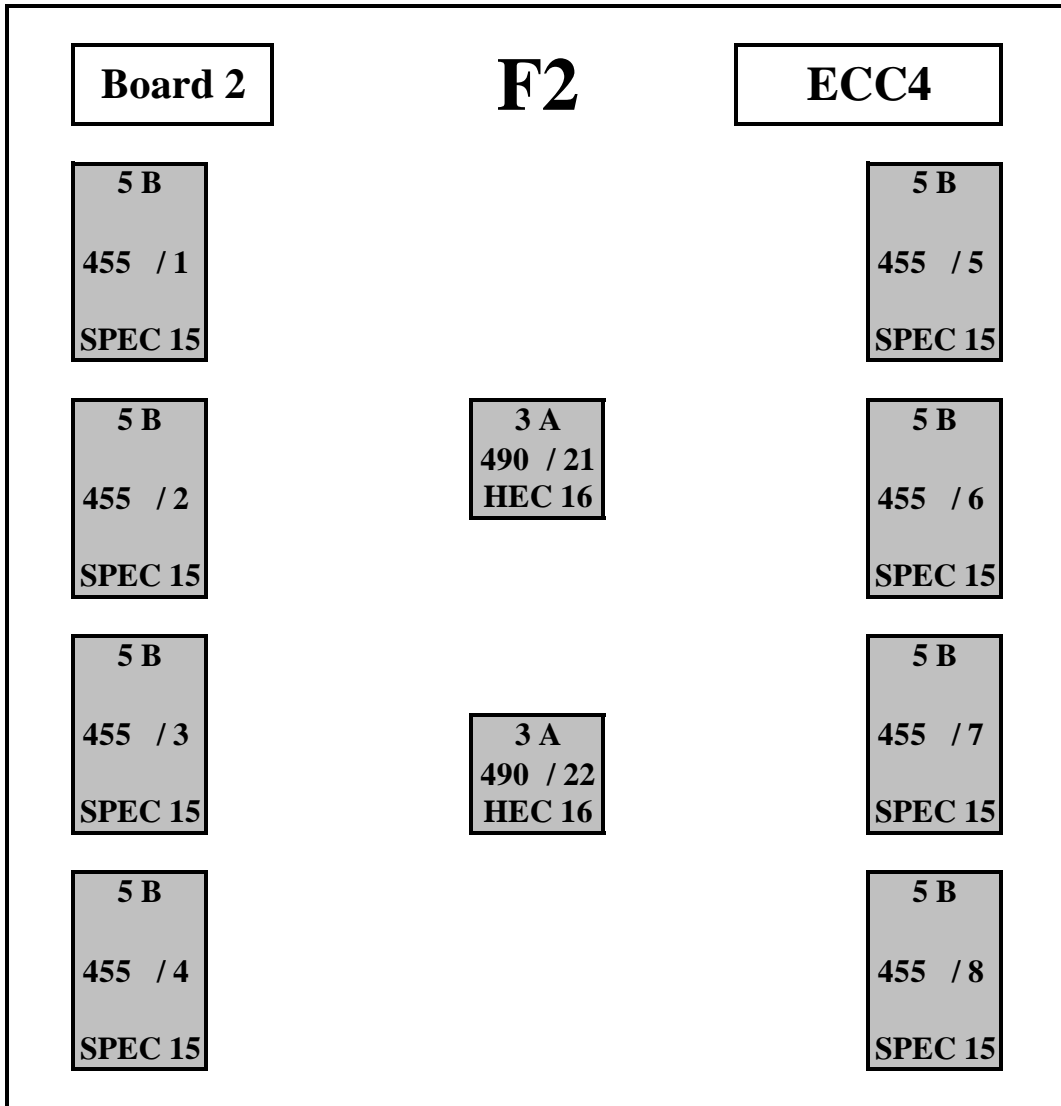 Board 2
F2
ECC4
5 B
455 / 1
SPEC 15
5 B
455 / 5
SPEC 15
5 B
455 / 2
SPEC 15
3 A
490 / 21
HEC 16
5 B
455 / 6
SPEC 15
5 B
455 / 3
SPEC 15
3 A
490 / 22
HEC 16
5 B
455 / 7
SPEC 15
5 B
455 / 4
SPEC 15
5 B
455 / 8
SPEC 15